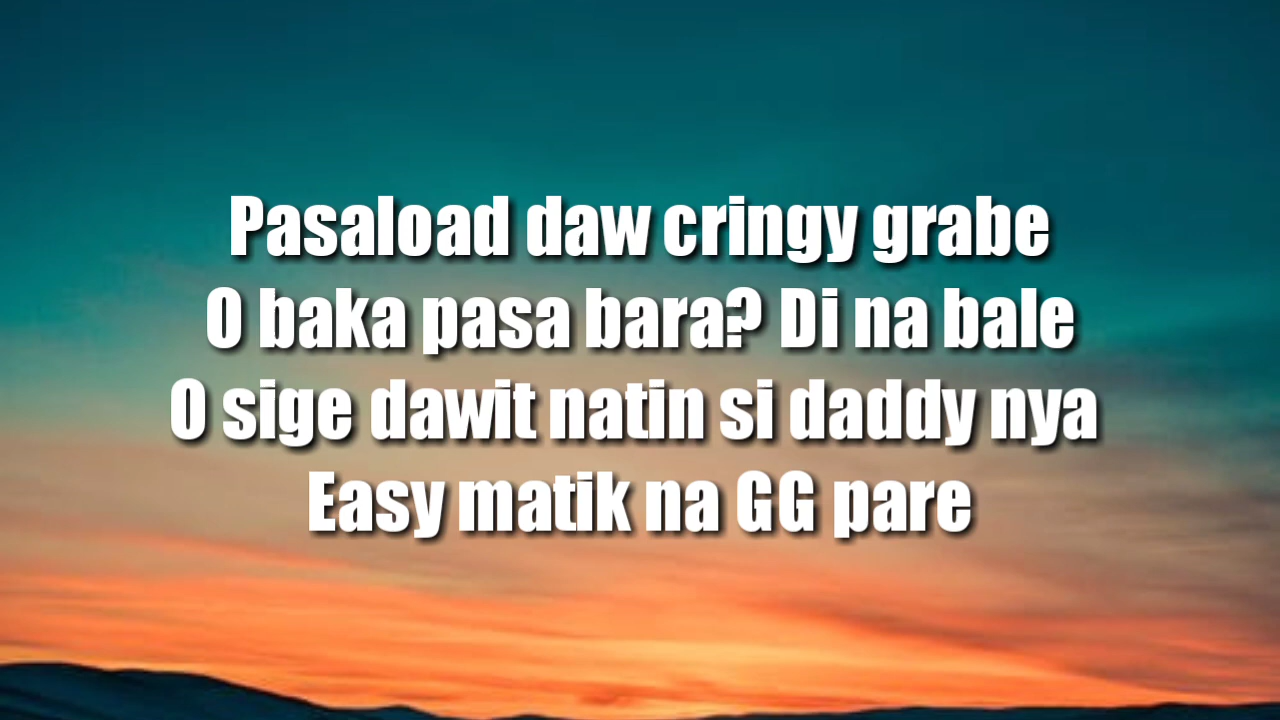 Pasaload daw cringy grabe
O baka pasa bara? Di na bale
O sige dawit natin si daddy nya
Easy matik na GG pare